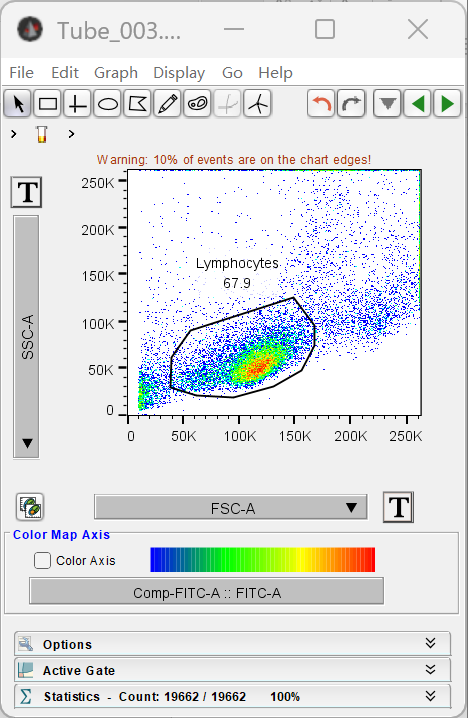 Tube_003....
File Edit Graph Display Go Help
T
Warning: 10% of events are on the chart edges!
250K
200K
150K
100K
50K
0
Lymphocytes
67.9
SSC-A
0 50K 100K 150K 200K 250K
FSC-A
T
Color Map Axis
Color Axis
Comp-FITC-A :: FITC-A
Options
Active Gate
Σ Statistics - Count: 19662 / 19662 100%